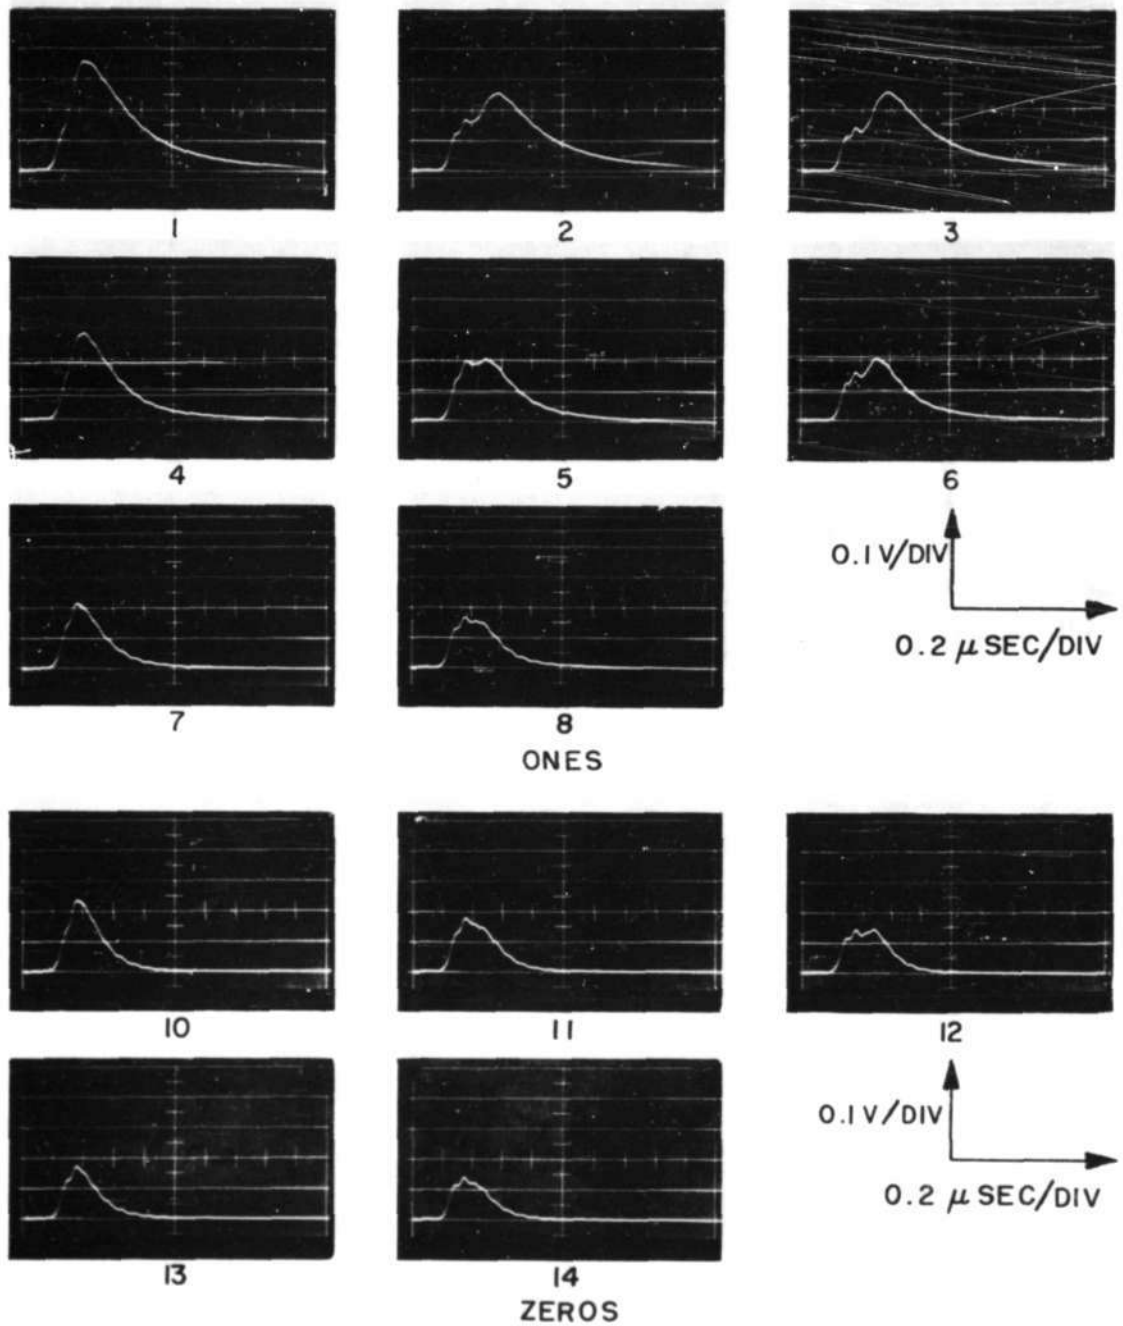 1 2 3
4 5 6
0.1 V/DIV
0.2 μ SEC/DIV
7 8
ONES
10 11 12
0.1 V/DIV
0.2 μ SEC/DIV
13 14
ZEROS